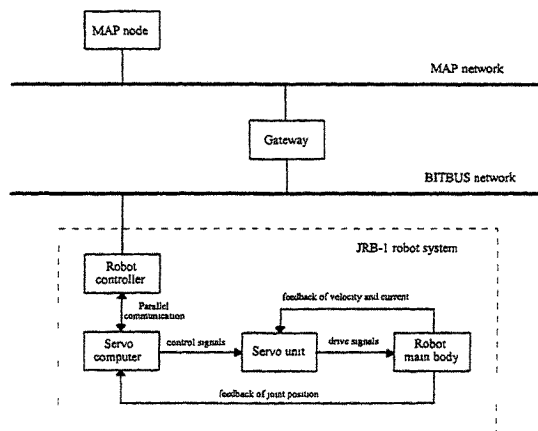 MAP node
MAP network
Gateway
BITBUS network
JRB-1 robot system
Robot
controller
Parallel
communication
feedback of velocity and current
Servo
computer
control signals
Servo unit
drive signals
Robot
main body
feedback of joint position